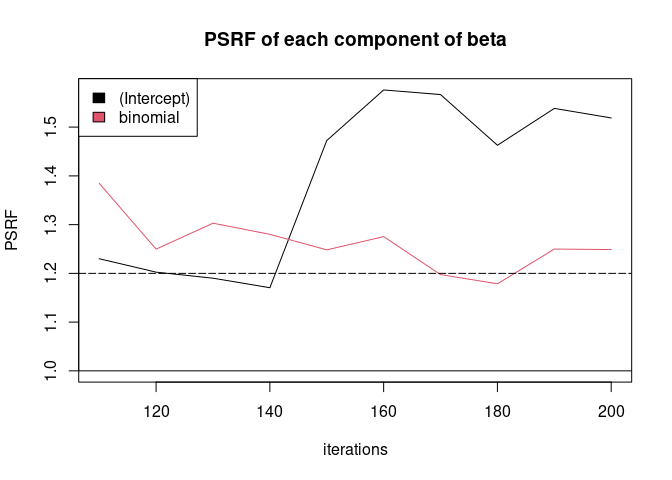 PSRF of each component of beta
(Intercept)
binomial
PSRF
1.5
1.4
1.3
1.2
1.1
1.0
120 140 160 180 200
iterations